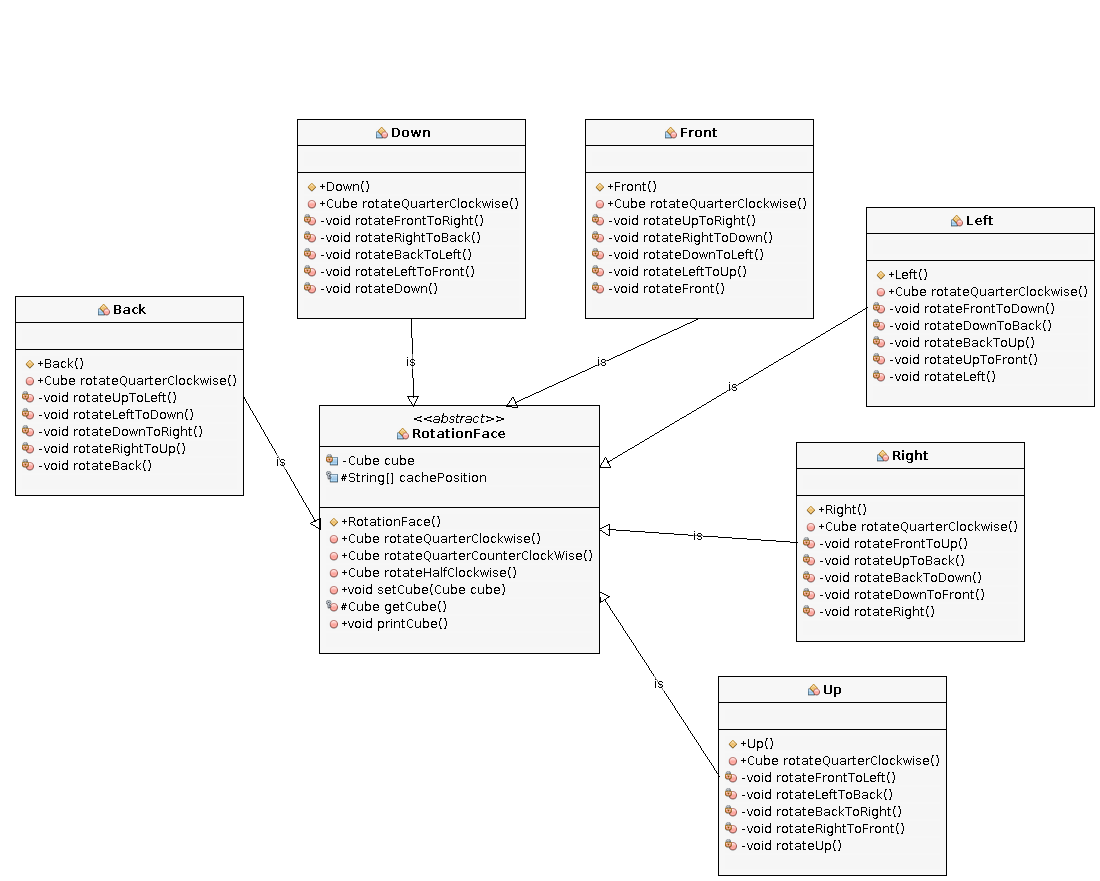 Down
+Down()
+Cube rotateQuarterClockwise()
-void rotateFrontToRight()
-void rotateRightToBack()
-void rotateBackToLeft()
-void rotateLeftToFront()
-void rotateDown()
Front
+Front()
+Cube rotateQuarterClockwise()
-void rotateUpToRight()
-void rotateRightToDown()
-void rotateDownToLeft()
-void rotateLeftToUp()
-void rotateFront()
Left
+Left()
+Cube rotateQuarterClockwise()
-void rotateFrontToDown()
-void rotateDownToBack()
-void rotateBackToUp()
-void rotateUpToFront()
-void rotateLeft()
Back
+Back()
+Cube rotateQuarterClockwise()
-void rotateUpToLeft()
-void rotateLeftToDown()
-void rotateDownToRight()
-void rotateRightToUp()
-void rotateBack()
is
is
is
is
<<abstract>>
RotationFace
-Cube cube
#String[] cachePosition
+RotationFace()
+Cube rotateQuarterClockwise()
+Cube rotateQuarterCounterClockWise()
+Cube rotateHalfClockwise()
+void setCube(Cube cube)
#Cube getCube()
+void printCube()
is
Right
+Right()
+Cube rotateQuarterClockwise()
-void rotateFrontToUp()
-void rotateUpToBack()
-void rotateBackToDown()
-void rotateDownToFront()
-void rotateRight()
is
Up
+Up()
+Cube rotateQuarterClockwise()
-void rotateFrontToLeft()
-void rotateLeftToBack()
-void rotateBackToRight()
-void rotateRightToFront()
-void rotateUp()